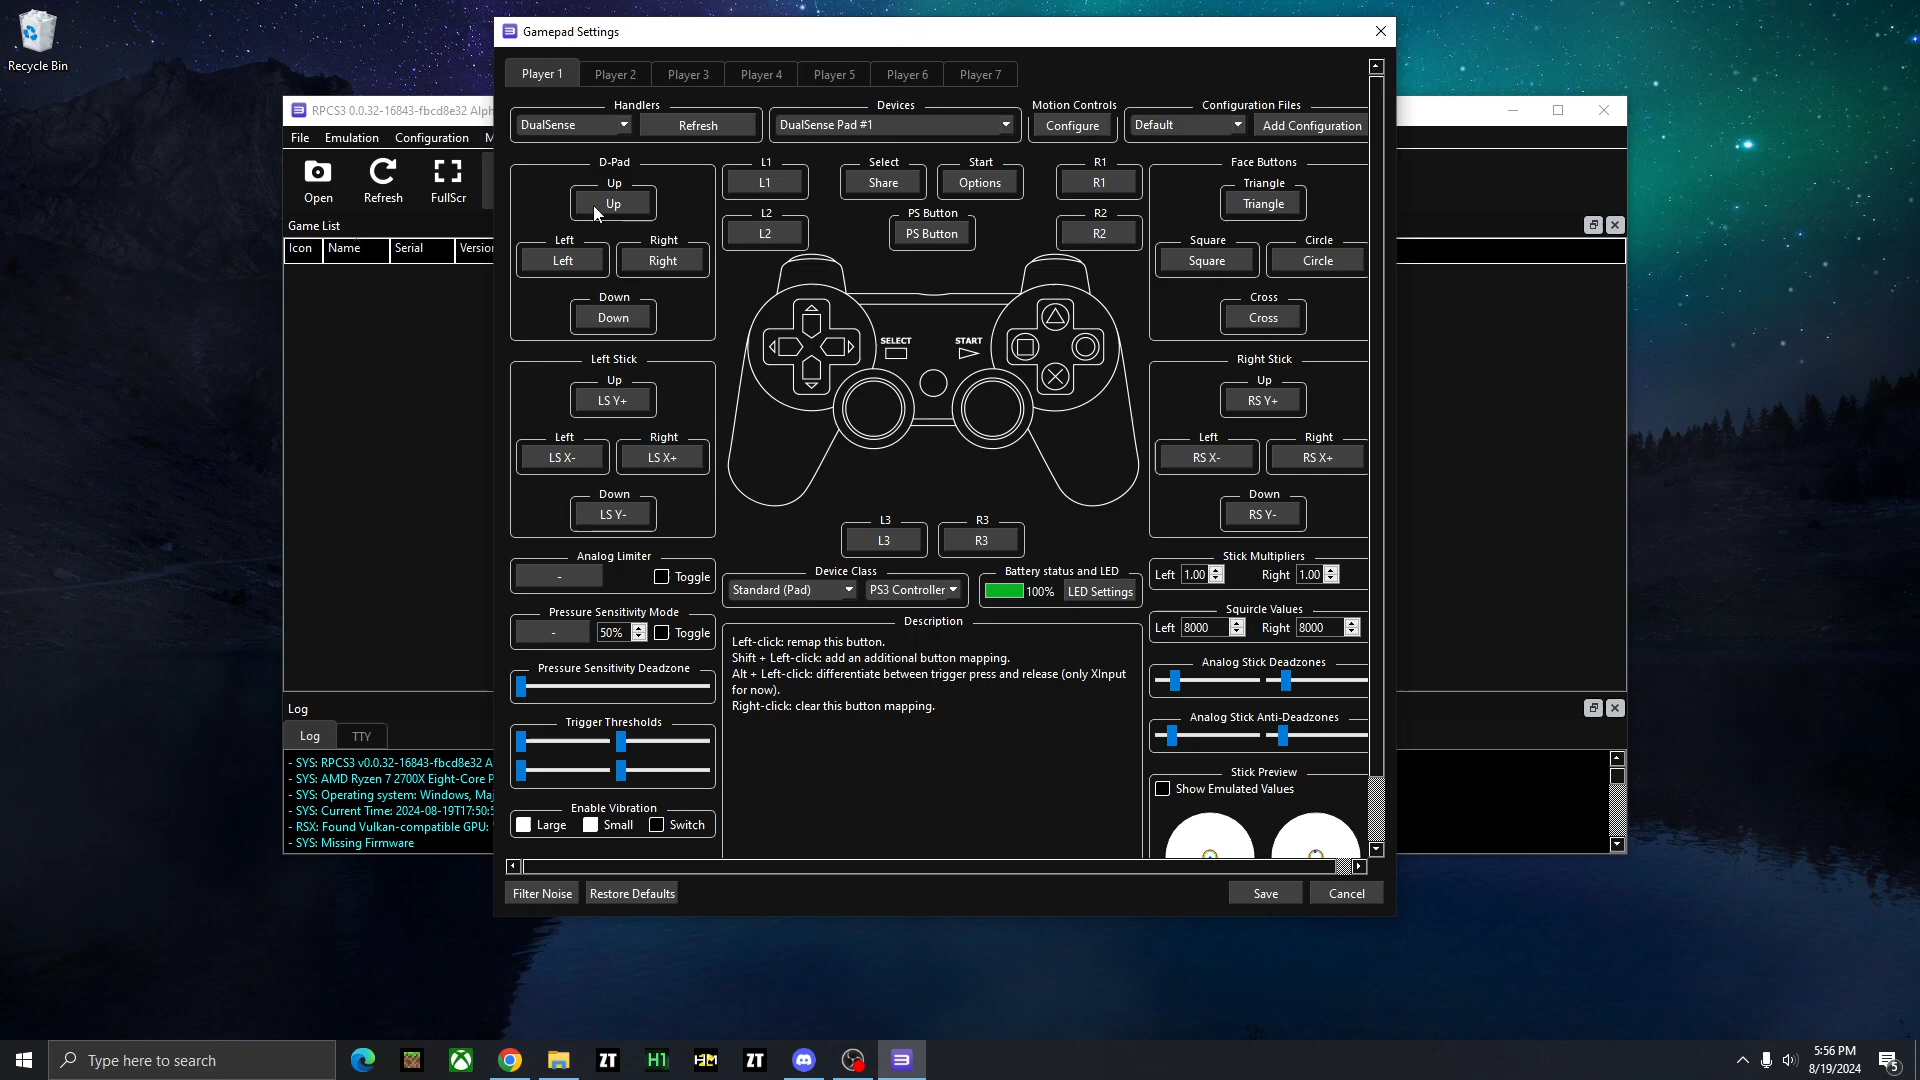 Recycle Bin
RPCS3 0.0.32-16843-fbcd8e32 Alph
File Emulation Configuration M
Open Refresh FullScr
Game List
Icon Name Serial Version
Log
Log TTY
- SYS: RPCS3 v0.0.32-16843-fbcd8e32 A
- SYS: AMD Ryzen 7 2700X Eight-Core P
- SYS: Operating system: Windows, Maj
- SYS: Current Time: 2024-08-19T17:50:5
- RSX: Found Vulkan-compatible GPU: '
- SYS: Missing Firmware
Gamepad Settings
Player 1 Player 2 Player 3 Player 4 Player 5 Player 6 Player 7
Handlers Devices Motion Controls Configuration Files
DualSense Refresh DualSense Pad #1 Configure Default Add Configuration
D-Pad L1 Select Start R1 Face Buttons
Up L1 Share Options R1 Triangle
Up Triangle
L2 PS Button R2
L2 PS Button R2
Left Right Square Circle
Left Right Square Circle
Down Cross
Down Cross
SELECT START
Left Stick Right Stick
Up Up
LS Y+ RS Y+
Left Right Left Right
LS X- LS X+ RS X- RS X+
Down Down
LS Y- RS Y-
L3 R3
L3 R3
Analog Limiter Stick Multipliers
- Toggle Left 1.00 Right 1.00
Device Class Battery status and LED
Standard (Pad) PS3 Controller 100% LED Settings
Pressure Sensitivity Mode Squircle Values
- 50% Toggle Left 8000 Right 8000
Description
Left-click: remap this button.
Shift + Left-click: add an additional button mapping.
Alt + Left-click: differentiate between trigger press and release (only XInput
for now).
Right-click: clear this button mapping.
Pressure Sensitivity Deadzone Analog Stick Deadzones
Trigger Thresholds Analog Stick Anti-Deadzones
Stick Preview
Show Emulated Values
Enable Vibration
Large Small Switch
Filter Noise Restore Defaults Save Cancel
Type here to search
ZT H1 ZT
5:56 PM
8/19/2024
5